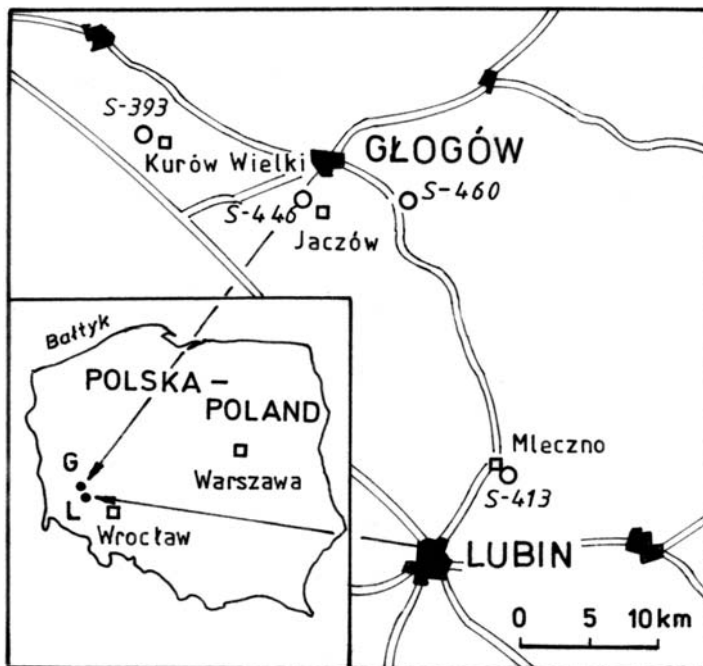 S-393
Kurów Wielki
GŁOGÓW
S-446
S-460
Jaczów
Bałtyk
POLSKA –
POLAND
Warszawa
G
L
Wrocław
Mleczno
S-413
LUBIN
0 5 10 km